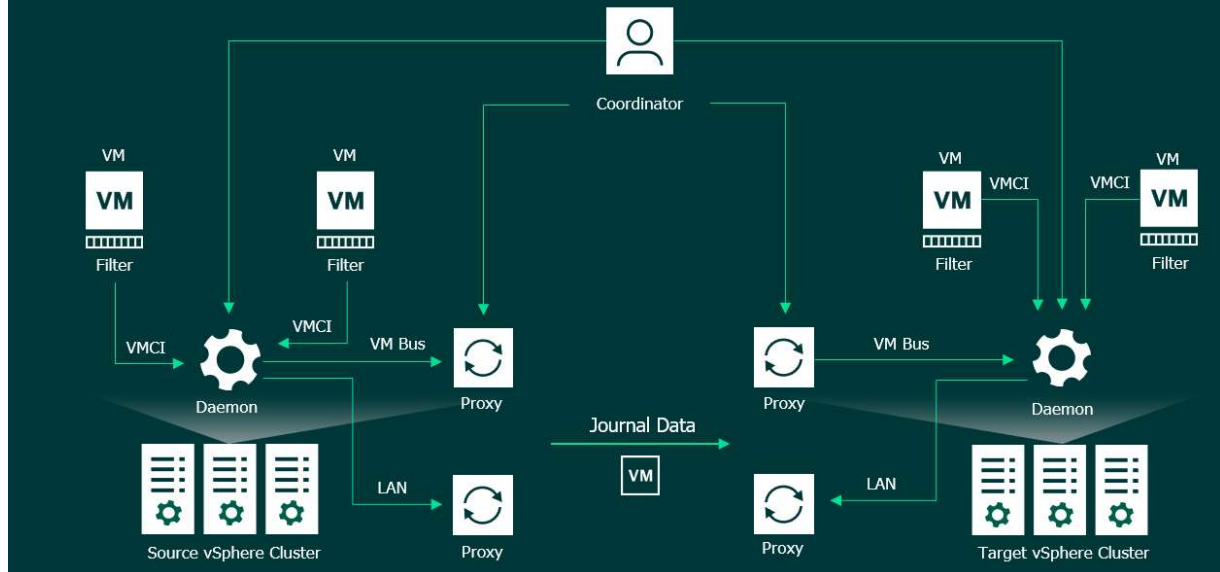 Coordinator
VM
VM
Filter
VM
VM
Filter
VM
VM
Filter
VMCI
VM
VM
Filter
VMCI
VMCI
VMCI
Daemon
VM Bus
Proxy
LAN
Proxy
Source vSphere Cluster
Journal Data
VM
Proxy
VM Bus
Daemon
LAN
Proxy
Target vSphere Cluster